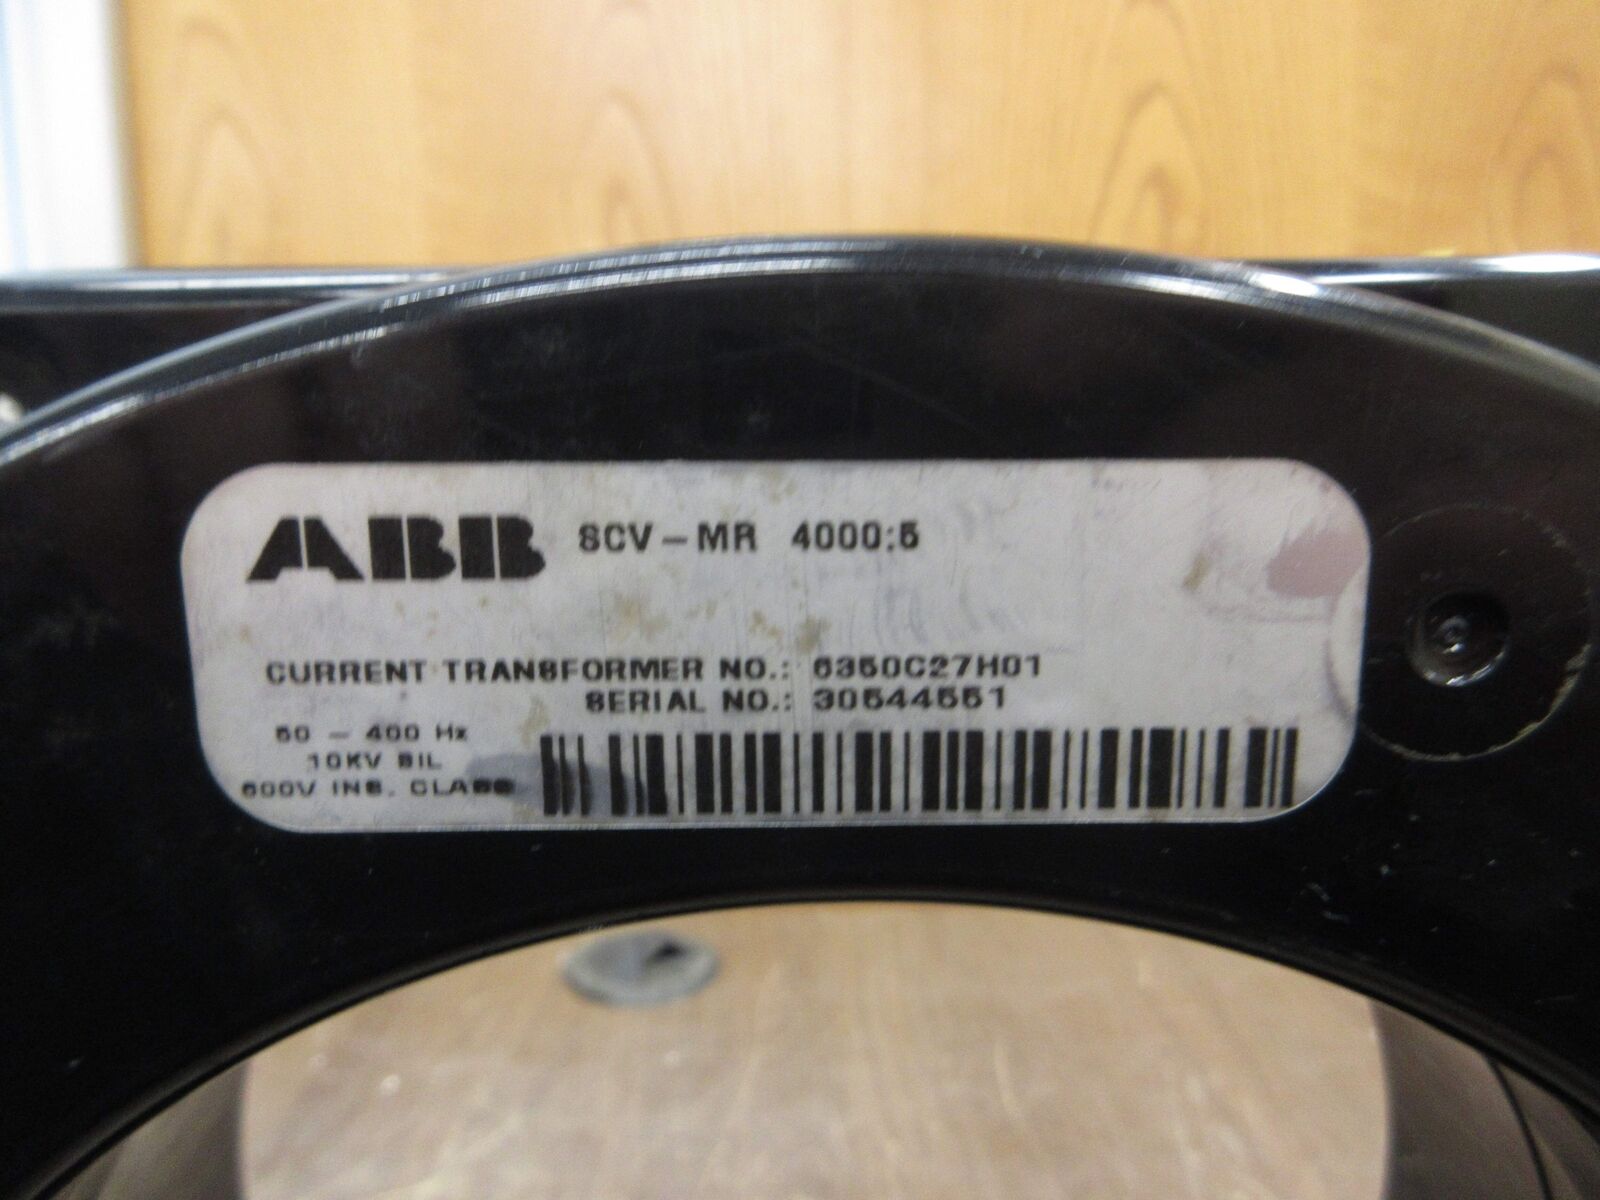 ABB SCV-MR 4000:5
CURRENT TRANSFORMER NO.: 6350C27H01
SERIAL NO.: 30544551
50 - 400 Hz
10KV BIL
600V INS. CLASS